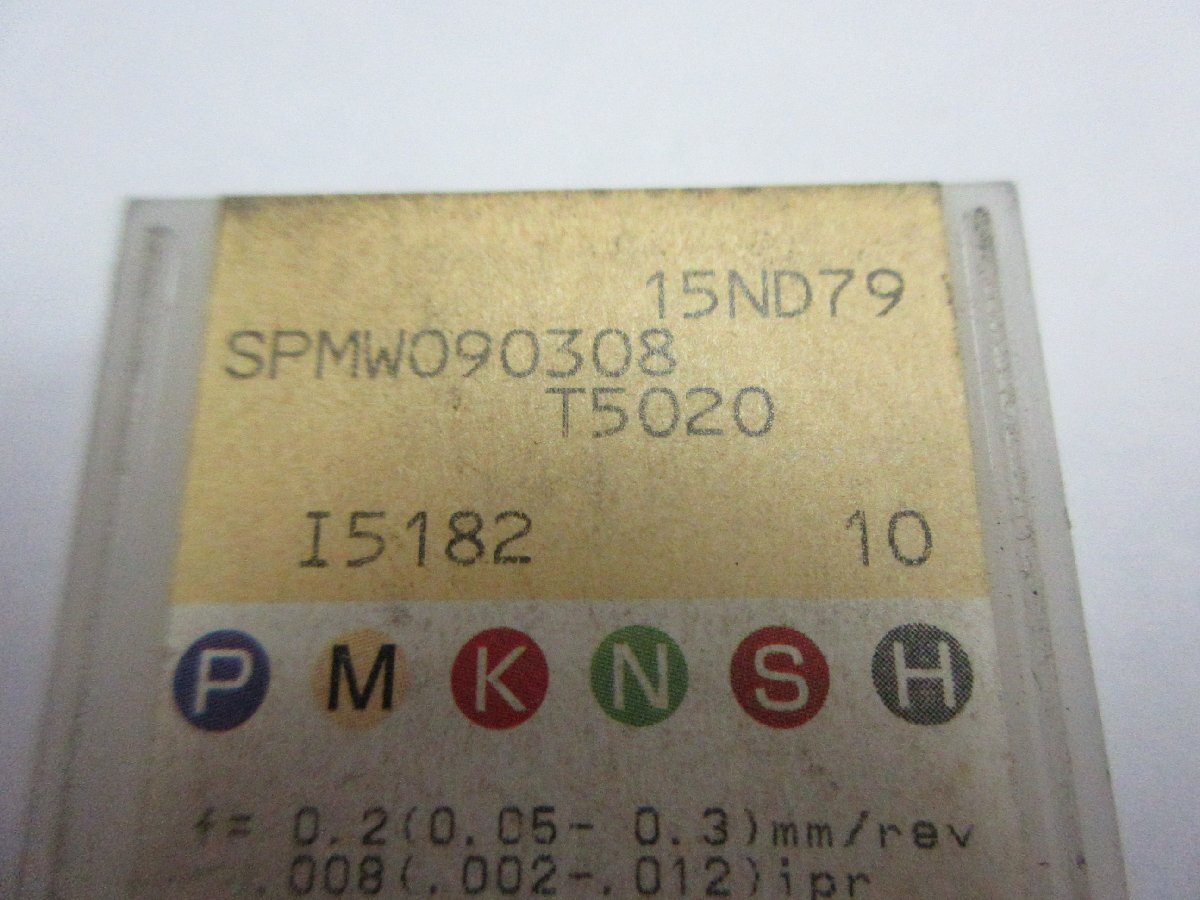 15ND79
SPMW090308
T5020
I5182 10
P M K N S H
f= 0.2(0.05- 0.3)mm/rev
.008(.002-.012)ipr